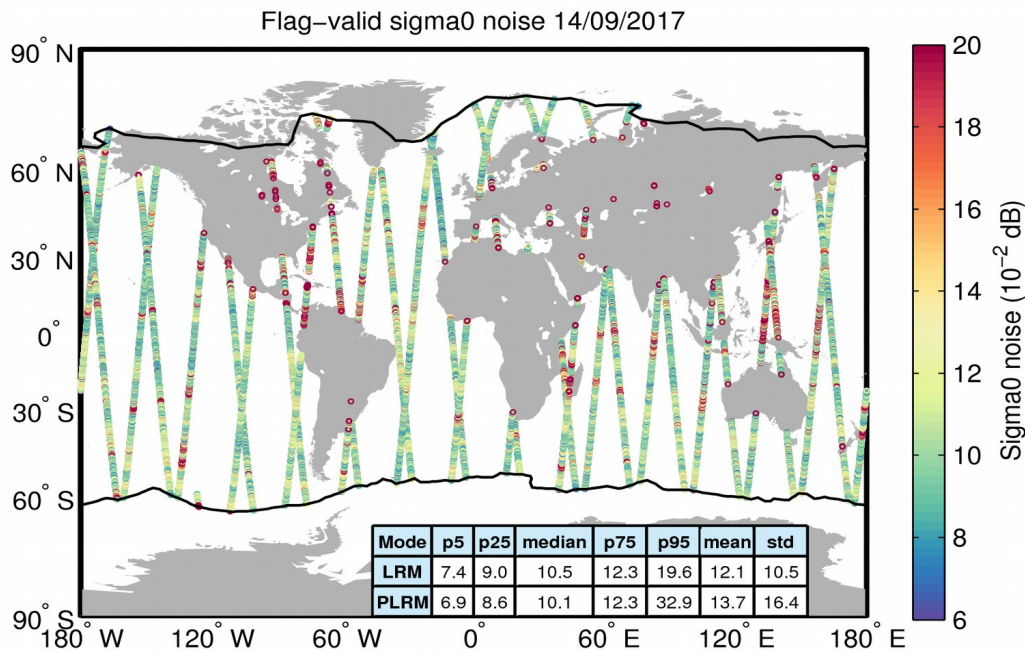 Flag−valid sigma0 noise 14/09/2017
90° N
60° N
30° N
0°
30° S
60° S
90° S
180° W
120° W
60° W
0°
60° E
120° E
180° E
Mode p5 p25 median p75 p95 mean std
LRM 7.4 9.0 10.5 12.3 19.6 12.1 10.5
PLRM 6.9 8.6 10.1 12.3 32.9 13.7 16.4
20
18
16
14
12
10
8
6
Sigma0 noise (10⁻² dB)